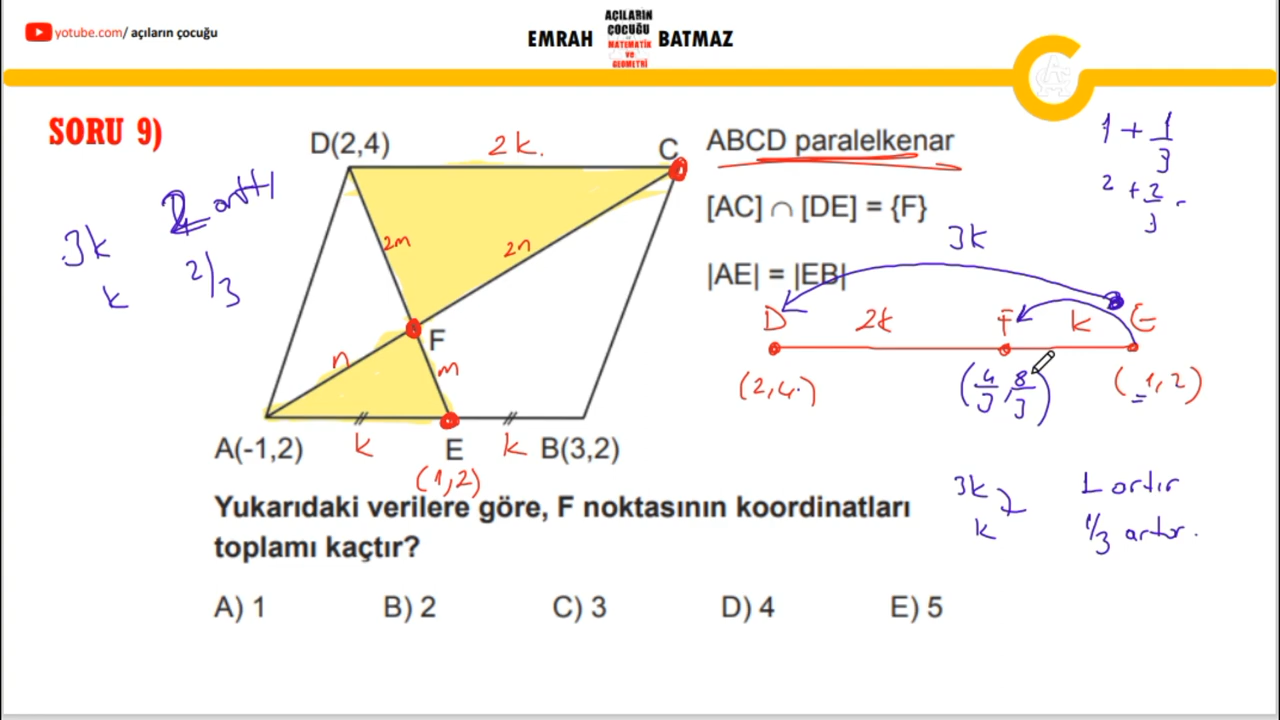 yotube.com/ açıların çocuğu
EMRAH
AÇILARIN
ÇOCUĞU
MATEMATİK
ve
GEOMETRİ
BATMAZ
SORU 9)
D(2,4)
2k.
C
ABCD paralelkenar
1 + 1/3
2 + 2/3
3k
2 arttı
k
2/3
2m
2n
[AC] ∩ [DE] = {F}
|AE| = |EB|
3k
D
2k
F
k
E
(2,4)
(4/3, 8/3)
(1,2)
F
n
m
A(-1,2)
k
E
k
B(3,2)
(1,2)
Yukarıdaki verilere göre, F noktasının koordinatları
toplamı kaçtır?
3k
1 artır
k
1/3 artır.
A) 1
B) 2
C) 3
D) 4
E) 5